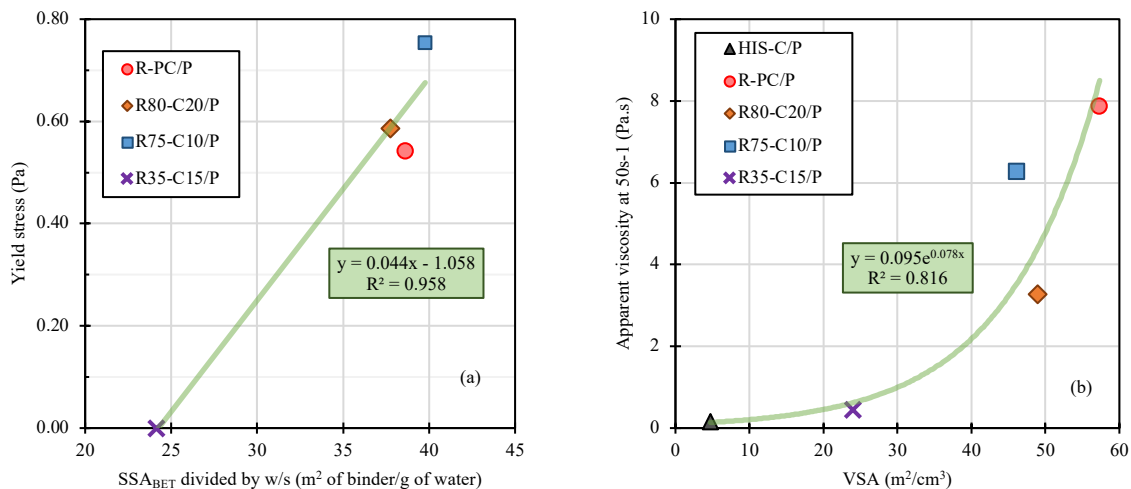 0.80
0.60
0.40
0.20
0.00
20 25 30 35 40 45
Yield stress (Pa)
SSA_BET divided by w/s (m² of binder/g of water)
R-PC/P
R80-C20/P
R75-C10/P
R35-C15/P
y = 0.044x - 1.058
R² = 0.958
(a)
10
8
6
4
2
0
0 10 20 30 40 50 60
Apparent viscosity at 50s-1 (Pa.s)
VSA (m²/cm³)
HIS-C/P
R-PC/P
R80-C20/P
R75-C10/P
R35-C15/P
y = 0.095e^0.078x
R² = 0.816
(b)